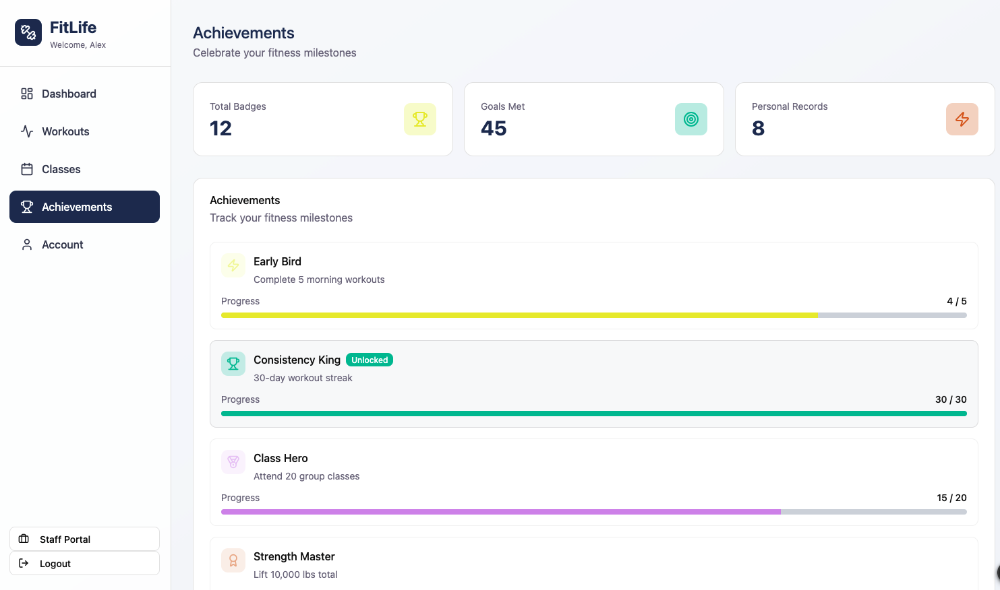 FitLife
Welcome, Alex
Dashboard
Workouts
Classes
Achievements
Account
Staff Portal
Logout
Achievements
Celebrate your fitness milestones
Total Badges
12
Goals Met
45
Personal Records
8
Achievements
Track your fitness milestones
Early Bird
Complete 5 morning workouts
Progress 4 / 5
Consistency King Unlocked
30-day workout streak
Progress 30 / 30
Class Hero
Attend 20 group classes
Progress 15 / 20
Strength Master
Lift 10,000 lbs total